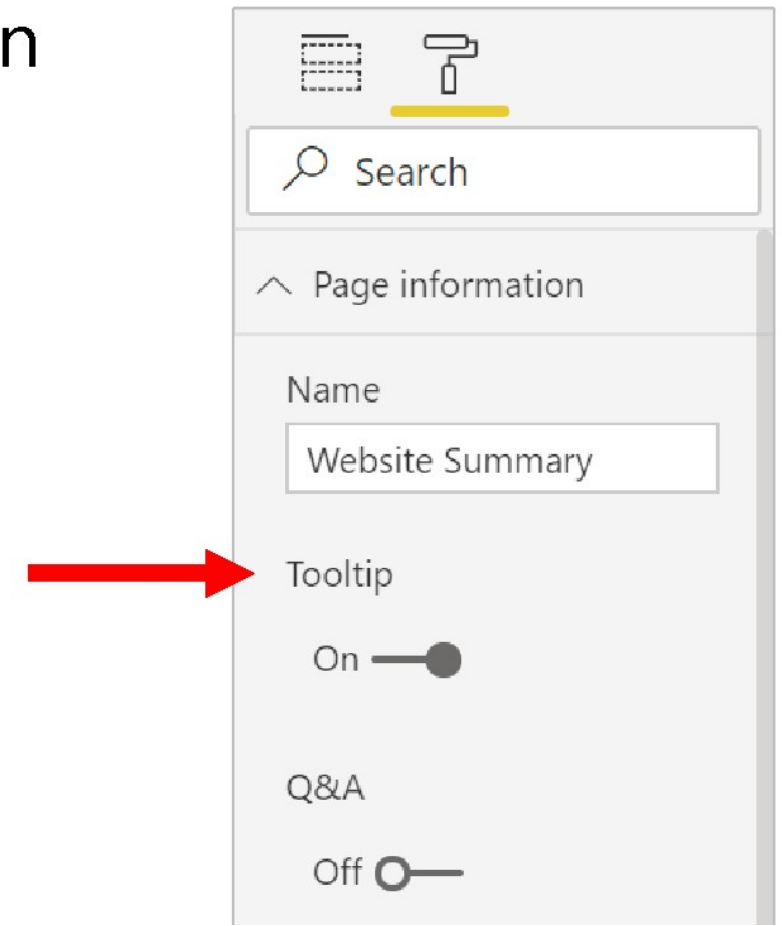 n
Search
Page information
Name
Website Summary
Tooltip
On
Q&A
Off